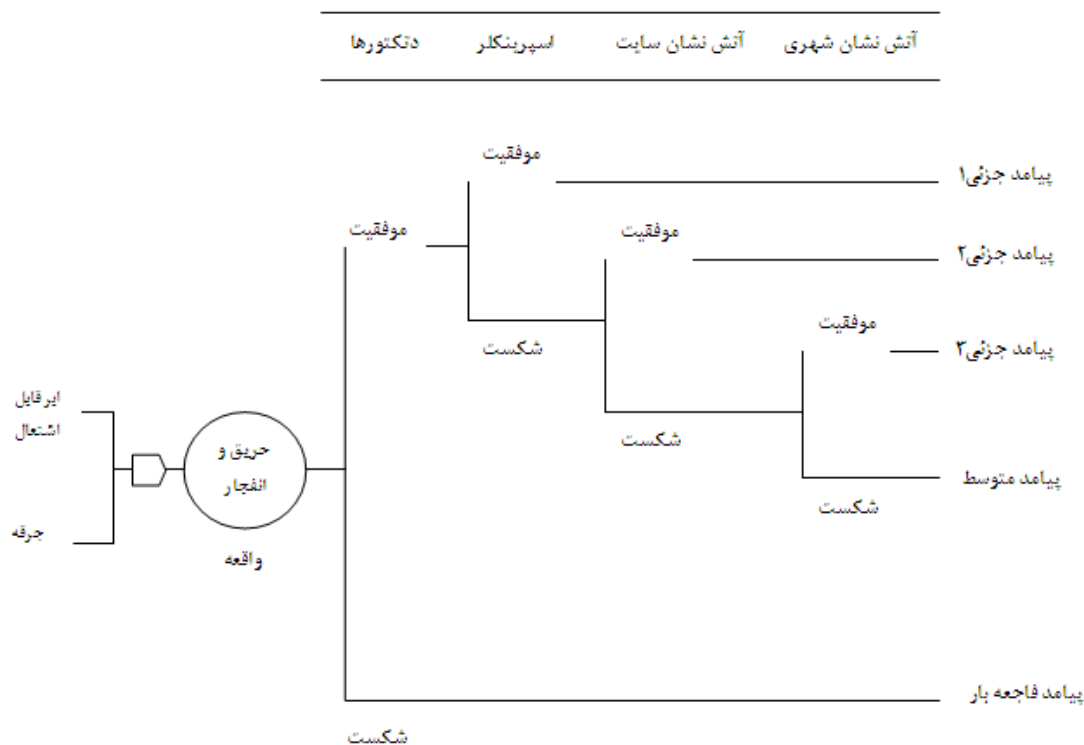 دتکتورها اسپرینکلر آتش نشان سایت آتش نشان شهری
موفقیت
پیامد جزئی۱
موفقیت
موفقیت
پیامد جزئی۲
شکست
موفقیت
پیامد جزئی۳
ابر قابل
اشتعال
شکست
حریق و
انفجار
پیامد متوسط
شکست
جرقه
واقعه
پیامد فاجعه بار
شکست